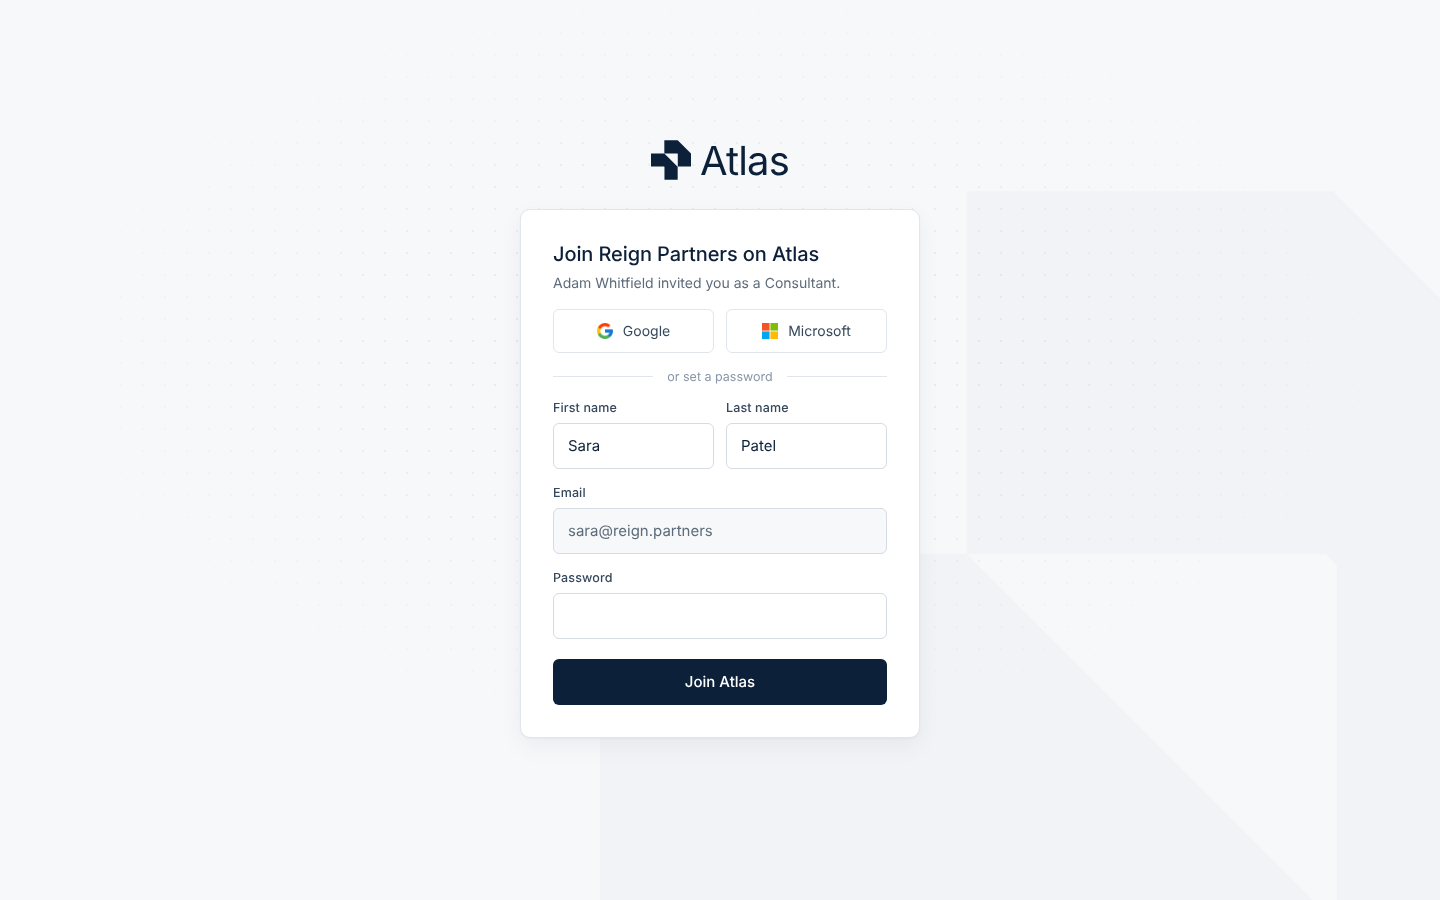 Atlas
Join Reign Partners on Atlas
Adam Whitfield invited you as a Consultant.
Google
Microsoft
or set a password
First name
Last name
Sara
Patel
Email
sara@reign.partners
Password
Join Atlas